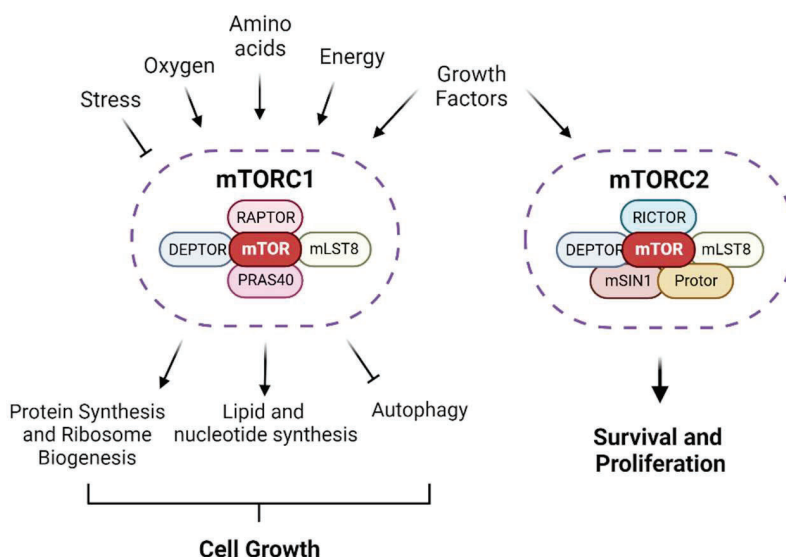 Amino
acids
Oxygen
Energy
Stress
Growth
Factors
mTORC1
RAPTOR
DEPTOR
mTOR
mLST8
PRAS40
mTORC2
RICTOR
DEPTOR
mTOR
mLST8
mSIN1
Protor
Protein Synthesis
and Ribosome
Biogenesis
Lipid and
nucleotide synthesis
Autophagy
Cell Growth
Survival and
Proliferation